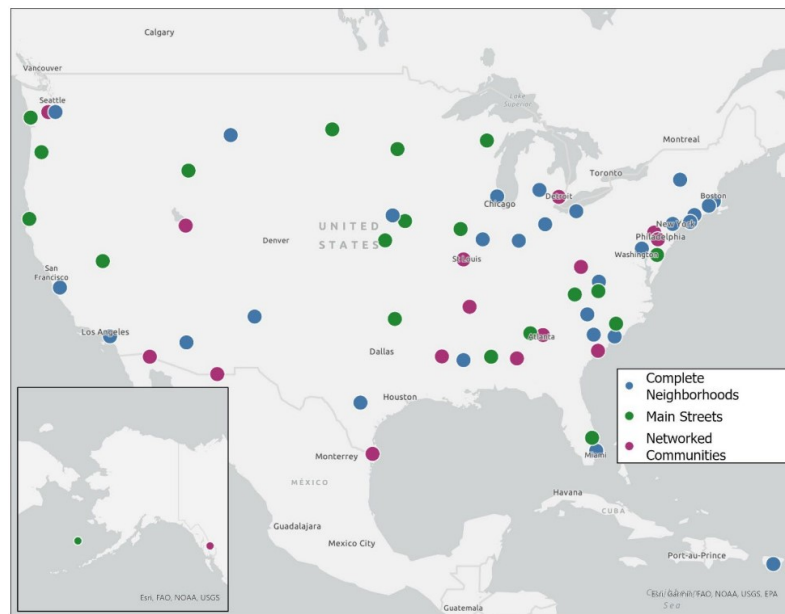 Calgary
Vancouver
Seattle
Lake
Superior
Montreal
Toronto
Boston
Detroit
Chicago
New York
Philadelphia
UNITED
STATES
Denver
Washington
San
Francisco
St Louis
Los Angeles
Atlanta
Dallas
Houston
Complete
Neighborhoods
Main Streets
Networked
Communities
Miami
Monterrey
MÉXICO
Havana
CUBA
Guadalajara
Mexico City
Port-au-Prince
Esri, FAO, NOAA, USGS
Esri, Garmin, FAO, NOAA, USGS, EPA
Sea
Guatemala